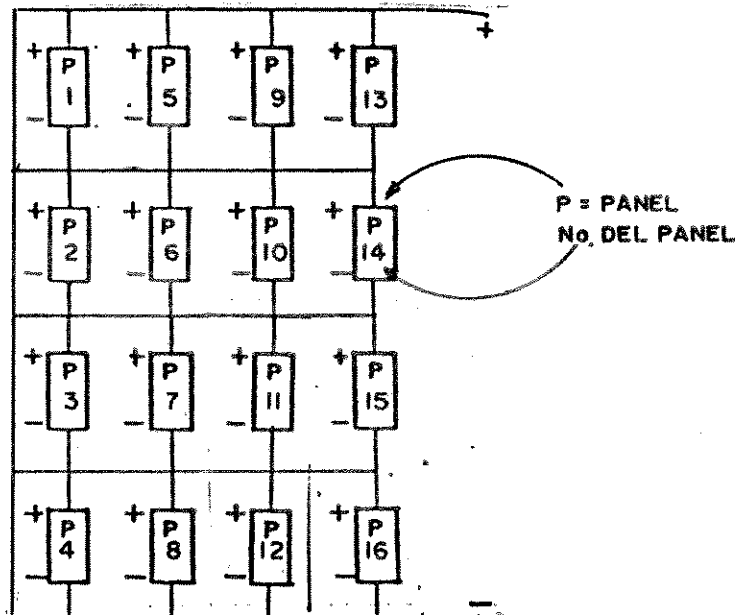 +
+ P 1 - + P 5 - + P 9 - + P 13 -
+ P 2 - + P 6 - + P 10 - + P 14 -
P = PANEL
No. DEL PANEL
+ P 3 - + P 7 - + P 11 - + P 15 -
+ P 4 - + P 8 - + P 12 - + P 16 -
-